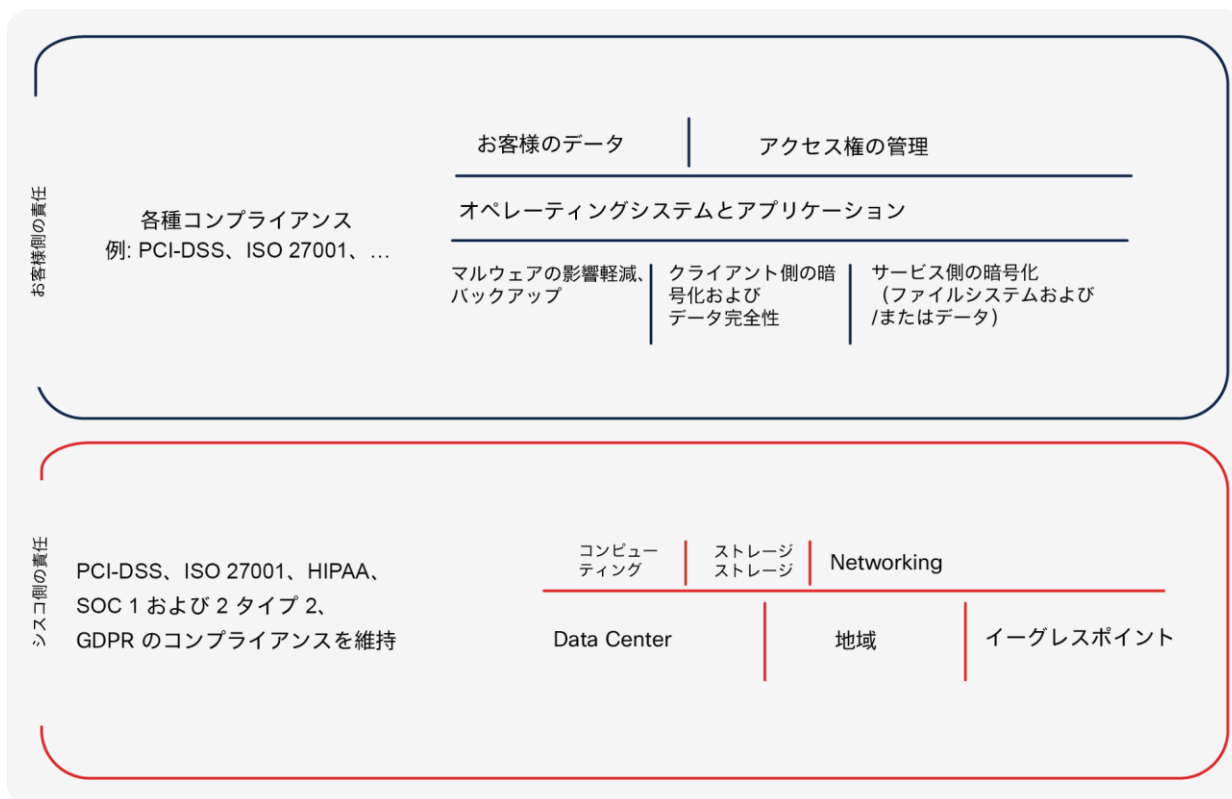 お客様側の責任
各種コンプライアンス
例: PCI-DSS、ISO 27001、…
お客様のデータ
アクセス権の管理
オペレーティングシステムとアプリケーション
マルウェアの影響軽減、
バックアップ
クライアント側の暗
号化および
データ完全性
サービス側の暗号化
（ファイルシステムおよび
/またはデータ）
シスコ側の責任
PCI-DSS、ISO 27001、HIPAA、
SOC 1 および 2 タイプ 2、
GDPR のコンプライアンスを維持
コンピュー
ティング
ストレージ
ストレージ
Networking
Data Center
地域
イーグレスポイント